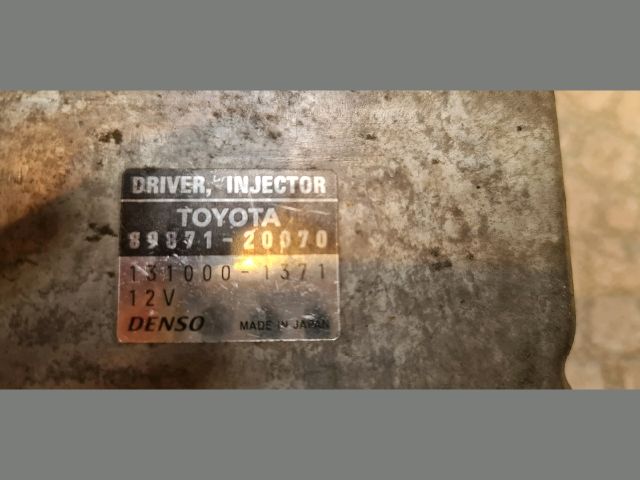 DRIVER, INJECTOR
TOYOTA
89871-20070
131000-1371
12V
DENSO MADE IN JAPAN